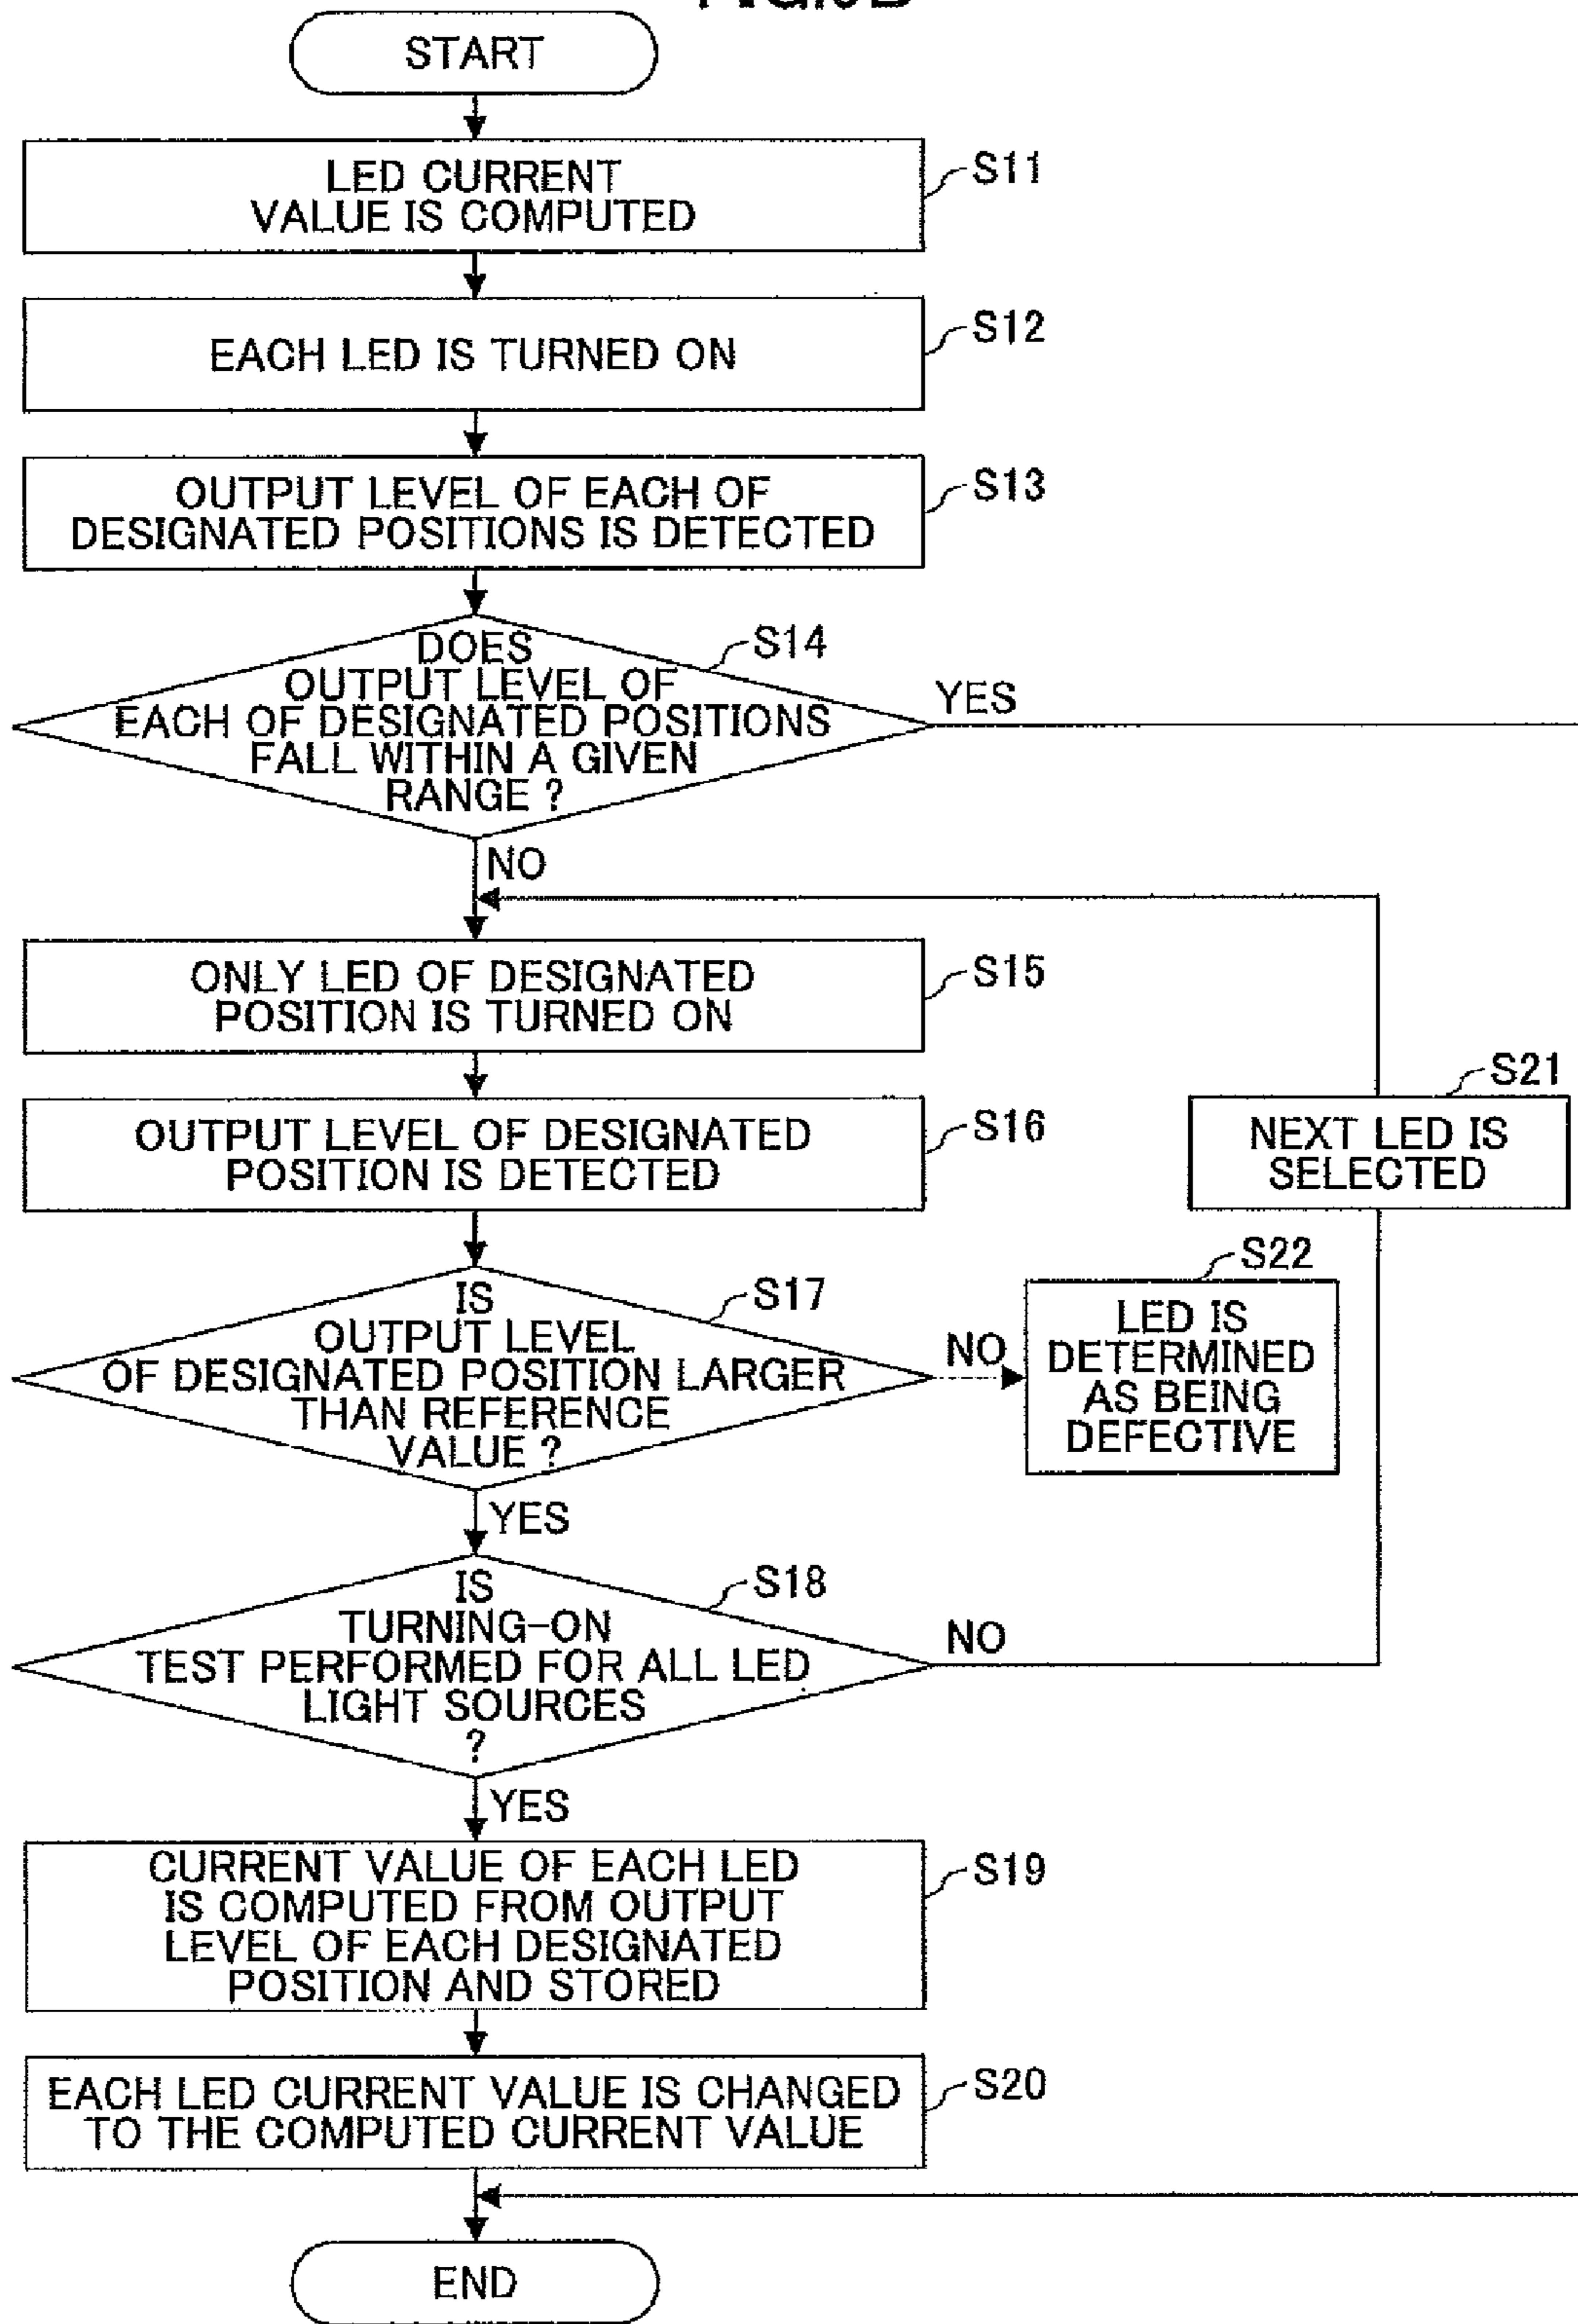 START
LED CURRENT
VALUE IS COMPUTED
S11
EACH LED IS TURNED ON
S12
OUTPUT LEVEL OF EACH OF
DESIGNATED POSITIONS IS DETECTED
S13
DOES
OUTPUT LEVEL OF
EACH OF DESIGNATED POSITIONS
FALL WITHIN A GIVEN
RANGE ?
S14
YES
NO
ONLY LED OF DESIGNATED
POSITION IS TURNED ON
S15
OUTPUT LEVEL OF DESIGNATED
POSITION IS DETECTED
S16
S21
NEXT LED IS
SELECTED
IS
OUTPUT LEVEL
OF DESIGNATED POSITION LARGER
THAN REFERENCE
VALUE ?
S17
NO
S22
LED IS
DETERMINED
AS BEING
DEFECTIVE
YES
IS
TURNING-ON
TEST PERFORMED FOR ALL LED
LIGHT SOURCES
?
S18
NO
YES
CURRENT VALUE OF EACH LED
IS COMPUTED FROM OUTPUT
LEVEL OF EACH DESIGNATED
POSITION AND STORED
S19
EACH LED CURRENT VALUE IS CHANGED
TO THE COMPUTED CURRENT VALUE
S20
END